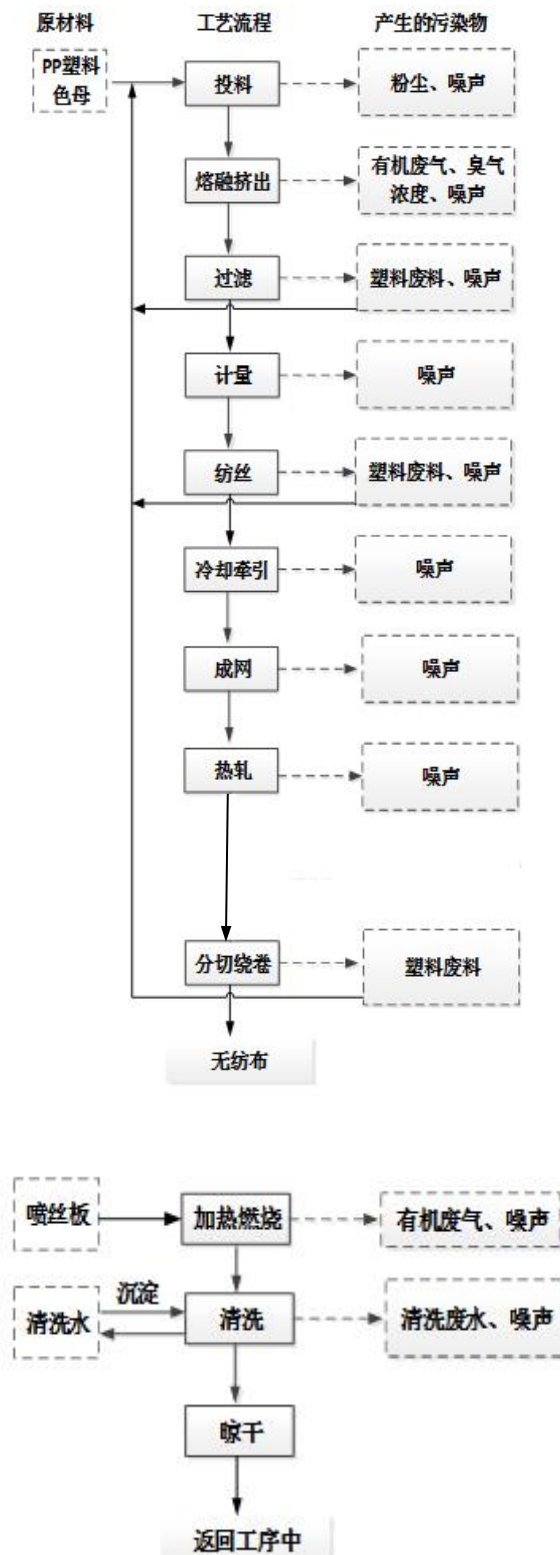 原材料 工艺流程 产生的污染物
PP塑料
色母
投料
粉尘、噪声
熔融挤出
有机废气、臭气
浓度、噪声
过滤
塑料废料、噪声
计量
噪声
纺丝
塑料废料、噪声
冷却牵引
噪声
成网
噪声
热轧
噪声
分切绕卷
塑料废料
无纺布
喷丝板
加热燃烧
有机废气、噪声
沉淀
清洗水
清洗
清洗废水、噪声
晾干
返回工序中